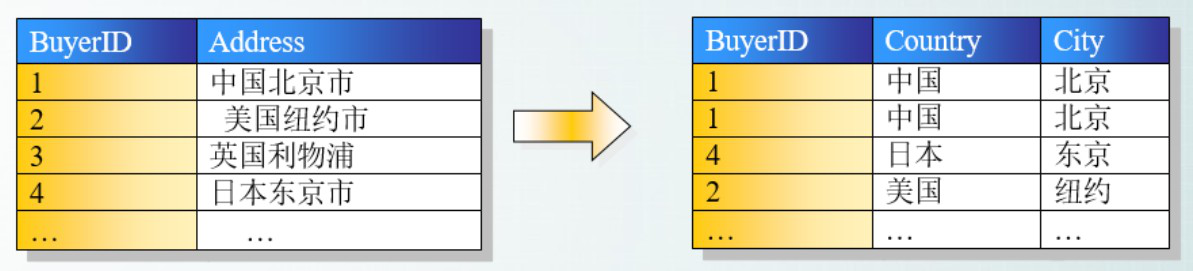 BuyerID Address
1 中国北京市
2 美国纽约市
3 英国利物浦
4 日本东京市
… …
BuyerID Country City
1 中国 北京
1 中国 北京
4 日本 东京
2 美国 纽约
… … …